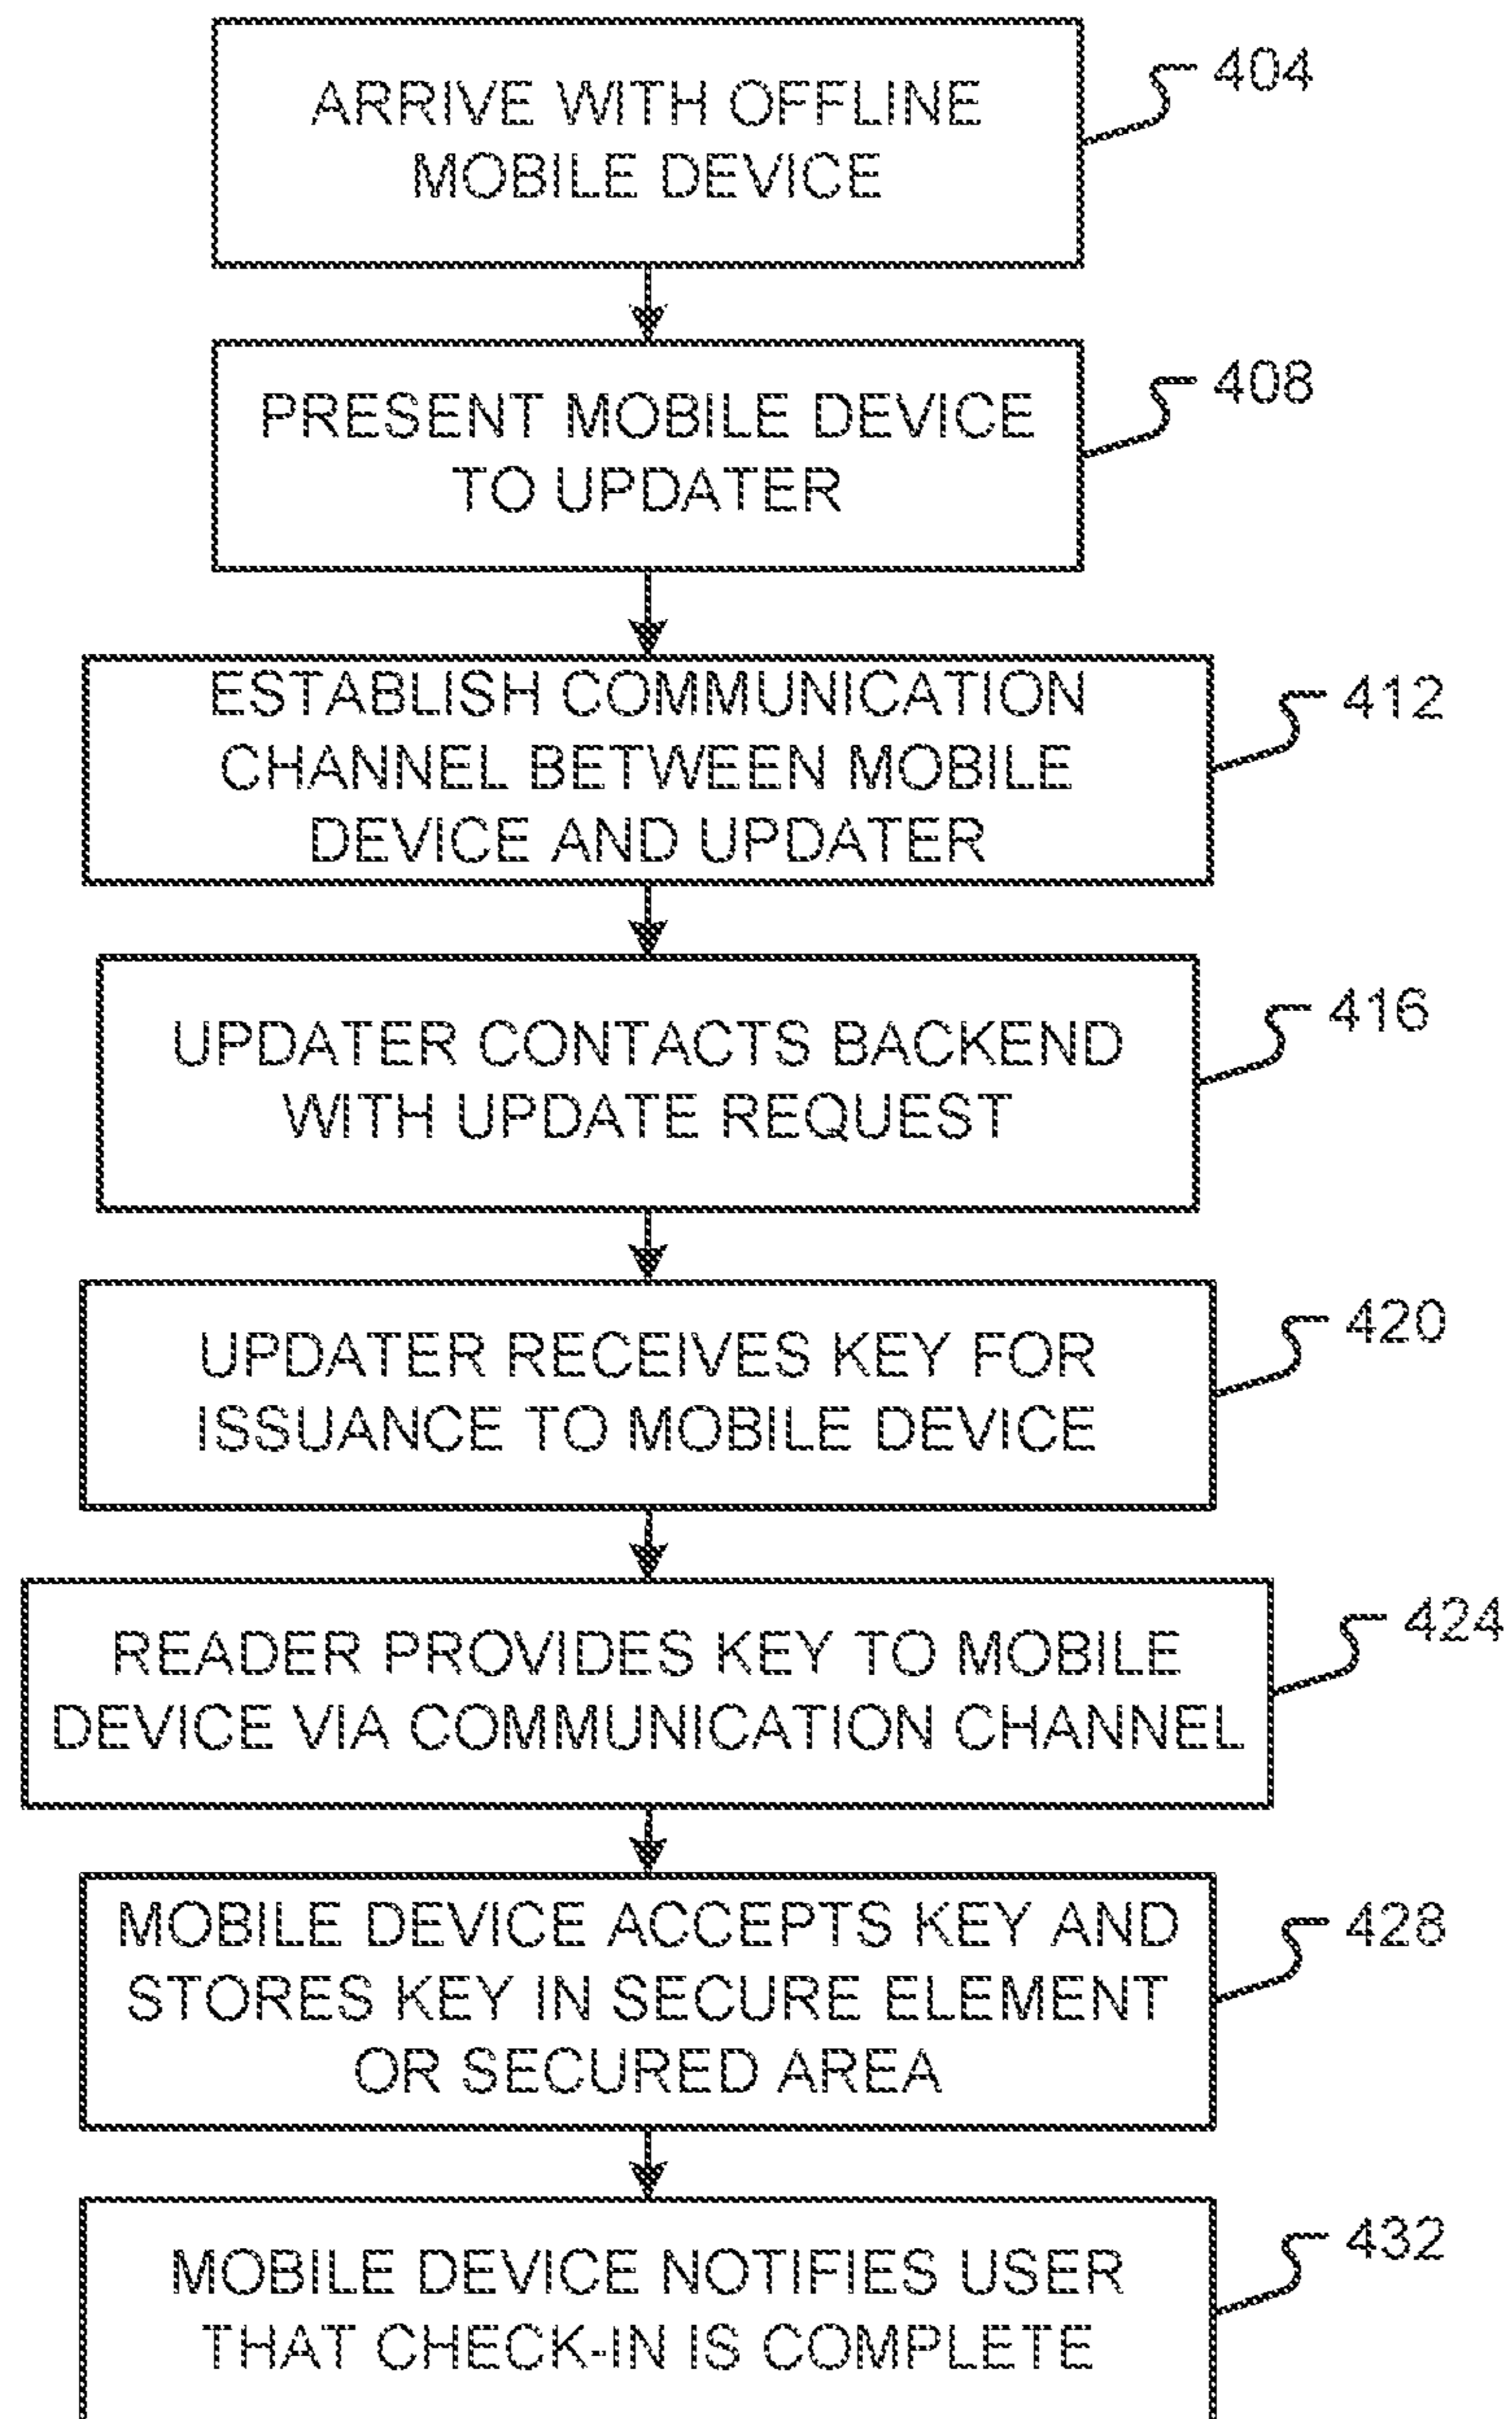 ARRIVE WITH OFFLINE
MOBILE DEVICE
404
PRESENT MOBILE DEVICE
TO UPDATER
408
ESTABLISH COMMUNICATION
CHANNEL BETWEEN MOBILE
DEVICE AND UPDATER
412
UPDATER CONTACTS BACKEND
WITH UPDATE REQUEST
416
UPDATER RECEIVES KEY FOR
ISSUANCE TO MOBILE DEVICE
420
READER PROVIDES KEY TO MOBILE
DEVICE VIA COMMUNICATION CHANNEL
424
MOBILE DEVICE ACCEPTS KEY AND
STORES KEY IN SECURE ELEMENT
OR SECURED AREA
428
MOBILE DEVICE NOTIFIES USER
THAT CHECK-IN IS COMPLETE
432